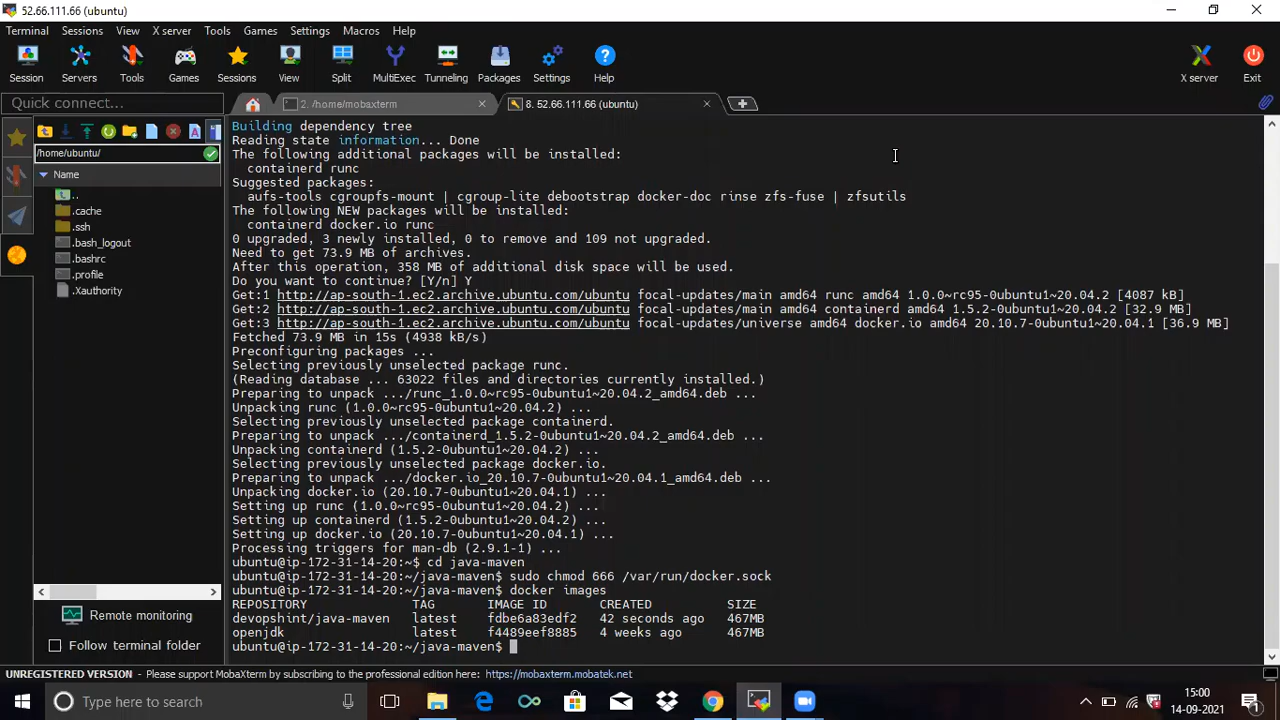 52.66.111.66 (ubuntu)
Terminal Sessions View X server Tools Games Settings Macros Help
Session Servers Tools Games Sessions View Split MultiExec Tunneling Packages Settings Help X server Exit
Quick connect...
2. /home/mobaxterm
8. 52.66.111.66 (ubuntu)
/home/ubuntu/
Name
..
.cache
.ssh
.bash_logout
.bashrc
.profile
.Xauthority
Remote monitoring
Follow terminal folder
Building dependency tree
Reading state information... Done
The following additional packages will be installed:
containerd runc
Suggested packages:
aufs-tools cgroupfs-mount | cgroup-lite debootstrap docker-doc rinse zfs-fuse | zfsutils
The following NEW packages will be installed:
containerd docker.io runc
0 upgraded, 3 newly installed, 0 to remove and 109 not upgraded.
Need to get 73.9 MB of archives.
After this operation, 358 MB of additional disk space will be used.
Do you want to continue? [Y/n] Y
Get:1 http://ap-south-1.ec2.archive.ubuntu.com/ubuntu focal-updates/main amd64 runc amd64 1.0.0~rc95-0ubuntu1~20.04.2 [4087 kB]
Get:2 http://ap-south-1.ec2.archive.ubuntu.com/ubuntu focal-updates/main amd64 containerd amd64 1.5.2-0ubuntu1~20.04.2 [32.9 MB]
Get:3 http://ap-south-1.ec2.archive.ubuntu.com/ubuntu focal-updates/universe amd64 docker.io amd64 20.10.7-0ubuntu1~20.04.1 [36.9 MB]
Fetched 73.9 MB in 15s (4938 kB/s)
Preconfiguring packages ...
Selecting previously unselected package runc.
(Reading database ... 63022 files and directories currently installed.)
Preparing to unpack .../runc_1.0.0~rc95-0ubuntu1~20.04.2_amd64.deb ...
Unpacking runc (1.0.0~rc95-0ubuntu1~20.04.2) ...
Selecting previously unselected package containerd.
Preparing to unpack .../containerd_1.5.2-0ubuntu1~20.04.2_amd64.deb ...
Unpacking containerd (1.5.2-0ubuntu1~20.04.2) ...
Selecting previously unselected package docker.io.
Preparing to unpack .../docker.io_20.10.7-0ubuntu1~20.04.1_amd64.deb ...
Unpacking docker.io (20.10.7-0ubuntu1~20.04.1) ...
Setting up runc (1.0.0~rc95-0ubuntu1~20.04.2) ...
Setting up containerd (1.5.2-0ubuntu1~20.04.2) ...
Setting up docker.io (20.10.7-0ubuntu1~20.04.1) ...
Processing triggers for man-db (2.9.1-1) ...
ubuntu@ip-172-31-14-20:~$ cd java-maven
ubuntu@ip-172-31-14-20:~/java-maven$ sudo chmod 666 /var/run/docker.sock
ubuntu@ip-172-31-14-20:~/java-maven$ docker images
REPOSITORY TAG IMAGE ID CREATED SIZE
devopshint/java-maven latest fdbe6a83edf2 42 seconds ago 467MB
openjdk latest f4489eef8885 4 weeks ago 467MB
ubuntu@ip-172-31-14-20:~/java-maven$
UNREGISTERED VERSION - Please support MobaXterm by subscribing to the professional edition here: https://mobaxterm.mobatek.net
Type here to search
15:00
14-09-2021